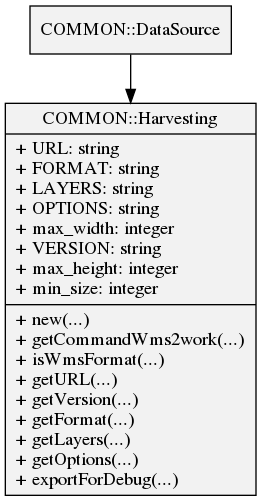 COMMON::DataSource
COMMON::Harvesting
+ URL: string
+ FORMAT: string
+ LAYERS: string
+ OPTIONS: string
+ max_width: integer
+ VERSION: string
+ max_height: integer
+ min_size: integer
+ new(...)
+ getCommandWms2work(...)
+ isWmsFormat(...)
+ getURL(...)
+ getVersion(...)
+ getFormat(...)
+ getLayers(...)
+ getOptions(...)
+ exportForDebug(...)